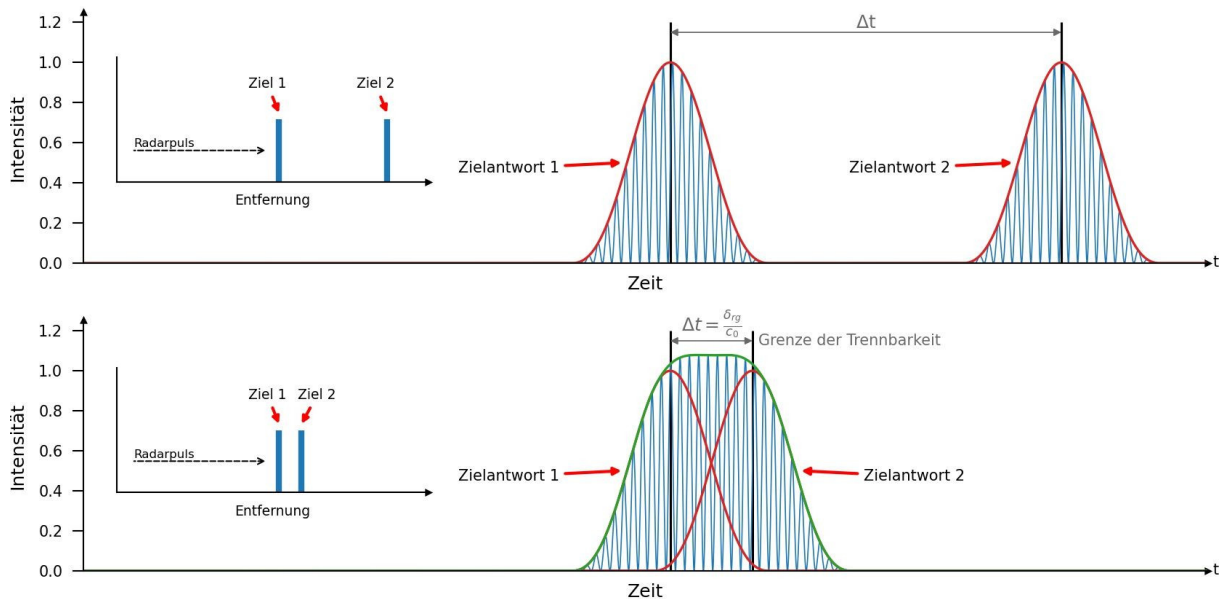 1.2
1.0
0.8
0.6
0.4
0.2
0.0
Intensität
Ziel 1
Ziel 2
Radarpuls
Entfernung
Δt
Zielantwort 1
Zielantwort 2
t
Zeit
1.2
1.0
0.8
0.6
0.4
0.2
0.0
Intensität
Ziel 1
Ziel 2
Radarpuls
Entfernung
Δt = δrg/c0
Grenze der Trennbarkeit
Zielantwort 1
Zielantwort 2
t
Zeit